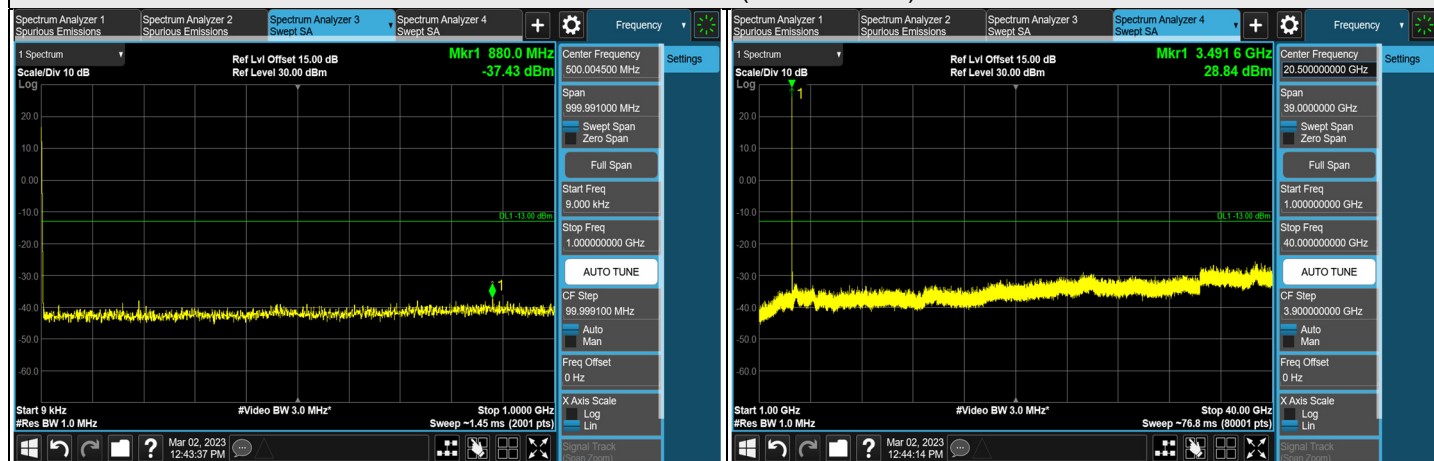 Spectrum Analyzer 1
Spurious Emissions
Spectrum Analyzer 2
Spurious Emissions
Spectrum Analyzer 3
Swept SA
Spectrum Analyzer 4
Swept SA
+
Frequency
1 Spectrum
Ref Lvl Offset 15.00 dB
Mkr1 880.0 MHz
Scale/Div 10 dB
Ref Level 30.00 dBm
-37.43 dBm
Log
1
20.0
10.0
0.00
-10.0
-20.0
-30.0
-40.0
-50.0
-60.0
DL1 -13.00 dBm
Start 9 kHz
#Video BW 3.0 MHz*
Stop 1.0000 GHz
#Res BW 1.0 MHz
Sweep ~1.45 ms (2001 pts)
Center Frequency
500.004500 MHz
Settings
Span
999.991000 MHz
Swept Span
Zero Span
Full Span
Start Freq
9.000 kHz
Stop Freq
1.000000000 GHz
AUTO TUNE
CF Step
99.999100 MHz
Auto
Man
Freq Offset
0 Hz
X Axis Scale
Log
Lin
Signal Track
(Span Zoom)
?
Mar 02, 2023
12:43:37 PM
Spectrum Analyzer 1
Spurious Emissions
Spectrum Analyzer 2
Spurious Emissions
Spectrum Analyzer 3
Swept SA
Spectrum Analyzer 4
Swept SA
+
Frequency
1 Spectrum
Ref Lvl Offset 15.00 dB
Mkr1 3.491 6 GHz
Scale/Div 10 dB
Ref Level 30.00 dBm
28.84 dBm
Log
1
20.0
10.0
0.00
-10.0
-20.0
-30.0
-40.0
-50.0
-60.0
DL1 -13.00 dBm
Start 1.00 GHz
#Video BW 3.0 MHz*
Stop 40.00 GHz
#Res BW 1.0 MHz
Sweep ~76.8 ms (80001 pts)
Center Frequency
20.500000000 GHz
Settings
Span
39.0000000 GHz
Swept Span
Zero Span
Full Span
Start Freq
1.000000000 GHz
Stop Freq
40.000000000 GHz
AUTO TUNE
CF Step
3.900000000 GHz
Auto
Man
Freq Offset
0 Hz
X Axis Scale
Log
Lin
Signal Track
(Span Zoom)
?
Mar 02, 2023
12:44:14 PM